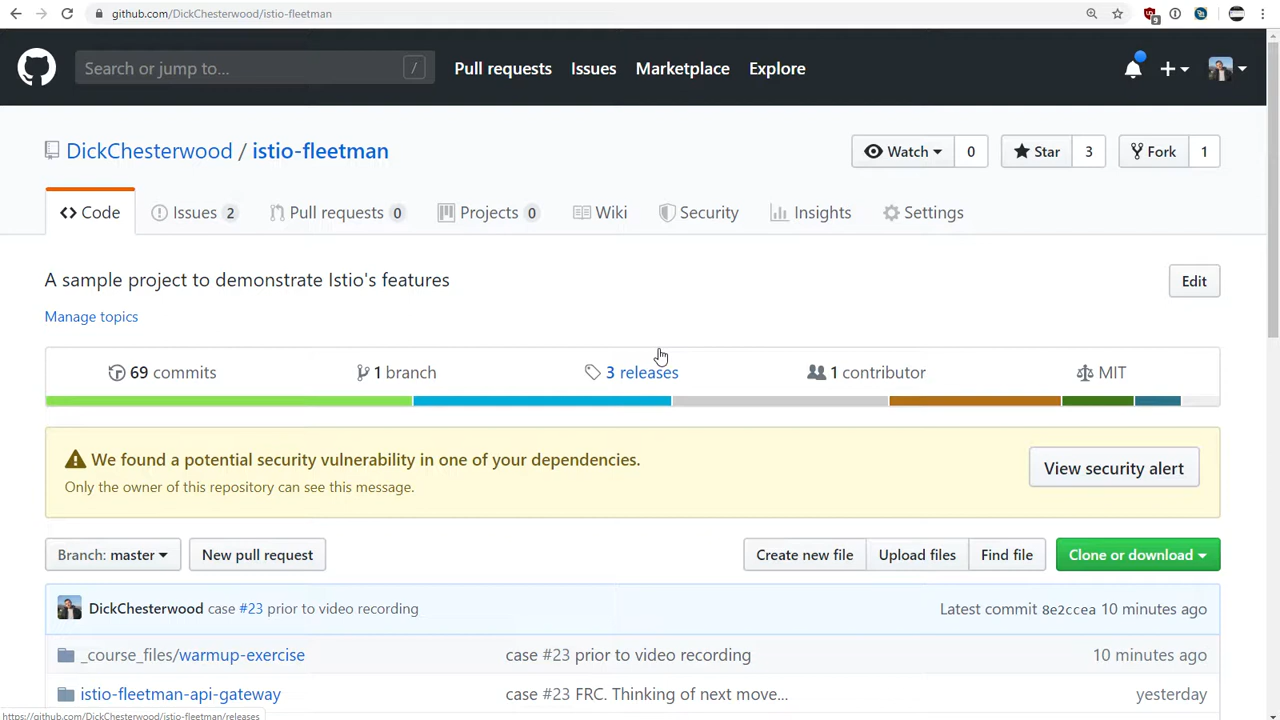 github.com/DickChesterwood/istio-fleetman
9
Search or jump to... /
Pull requests Issues Marketplace Explore
DickChesterwood / istio-fleetman
Watch 0 Star 3 Fork 1
Code Issues 2 Pull requests 0 Projects 0 Wiki Security Insights Settings
A sample project to demonstrate Istio's features
Edit
Manage topics
69 commits 1 branch 3 releases 1 contributor MIT
We found a potential security vulnerability in one of your dependencies.
Only the owner of this repository can see this message.
View security alert
Branch: master New pull request Create new file Upload files Find file Clone or download
DickChesterwood case #23 prior to video recording Latest commit 8e2ccea 10 minutes ago
_course_files/warmup-exercise case #23 prior to video recording 10 minutes ago
istio-fleetman-api-gateway case #23 FRC. Thinking of next move... yesterday
https://github.com/DickChesterwood/istio-fleetman/releases